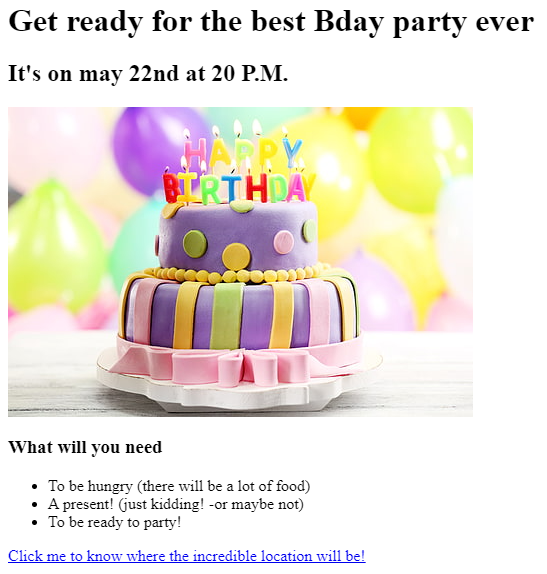 Get ready for the best Bday party ever
It's on may 22nd at 20 P.M.
HAPPY
BIRTHDAY
What will you need
To be hungry (there will be a lot of food)
A present! (just kidding! -or maybe not)
To be ready to party!
Click me to know where the incredible location will be!